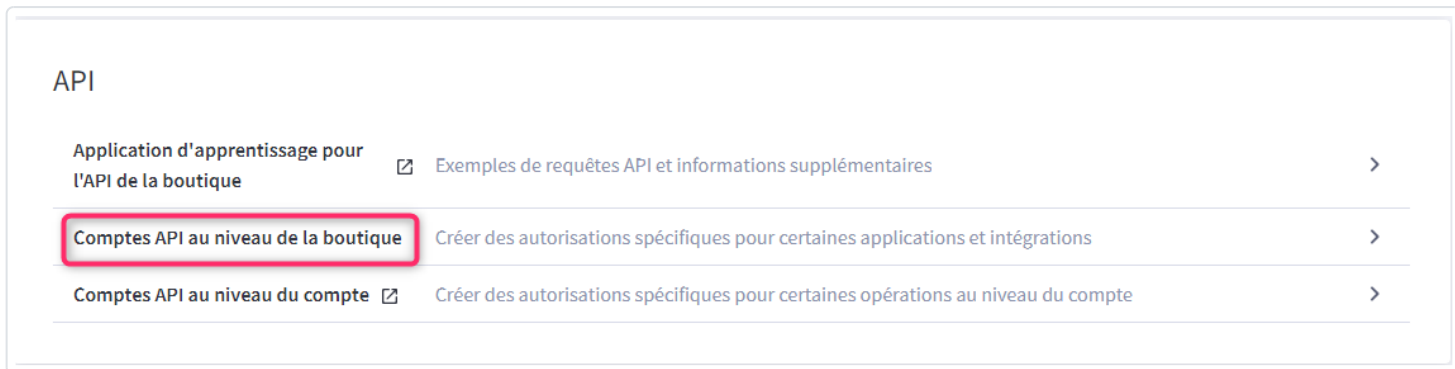 API
Application d'apprentissage pour
l'API de la boutique
Exemples de requêtes API et informations supplémentaires
Comptes API au niveau de la boutique
Créer des autorisations spécifiques pour certaines applications et intégrations
Comptes API au niveau du compte
Créer des autorisations spécifiques pour certaines opérations au niveau du compte